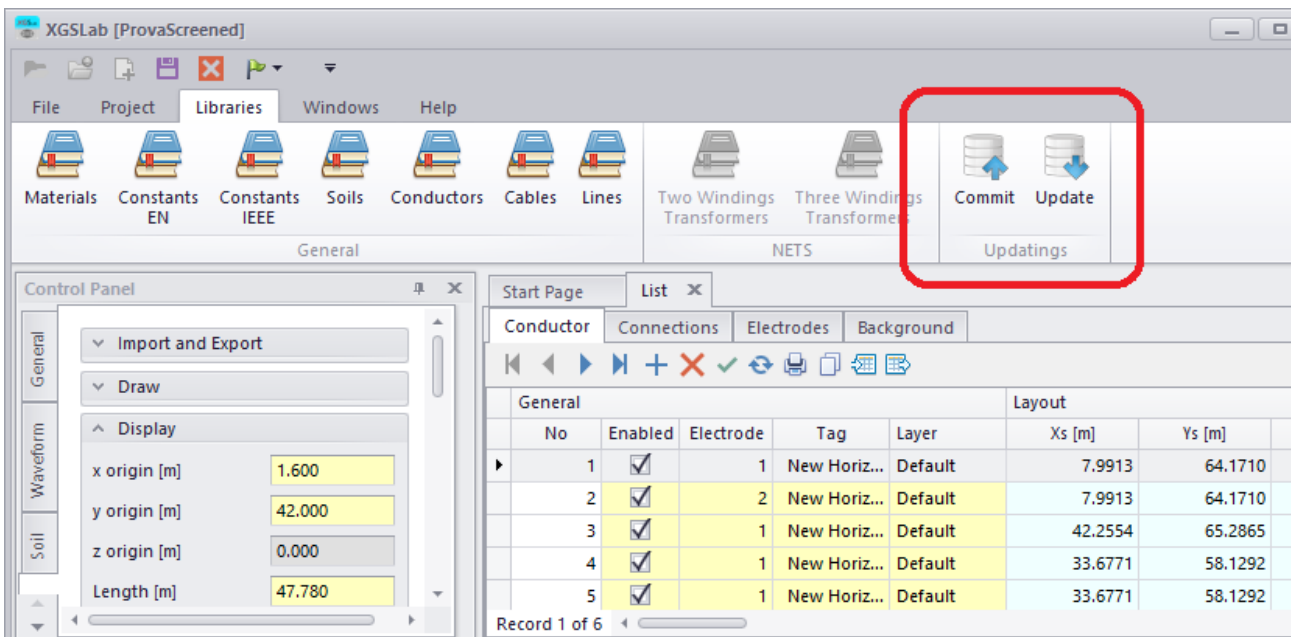 XGSLab [ProvaScreened]
File Project Libraries Windows Help
Materials Constants EN Constants IEEE Soils Conductors Cables Lines Two Windings Transformers Three Windings Transformers Commit Update
General NETS Updatings
Control Panel
Start Page List
Conductor Connections Electrodes Background
General
Waveform
Soil
Import and Export
Draw
Display
x origin [m] 1.600
y origin [m] 42.000
z origin [m] 0.000
Length [m] 47.780
General Layout
No Enabled Electrode Tag Layer Xs [m] Ys [m]
1 1 New Horiz... Default 7.9913 64.1710
2 2 New Horiz... Default 7.9913 64.1710
3 1 New Horiz... Default 42.2554 65.2865
4 1 New Horiz... Default 33.6771 58.1292
5 1 New Horiz... Default 33.6771 58.1292
Record 1 of 6